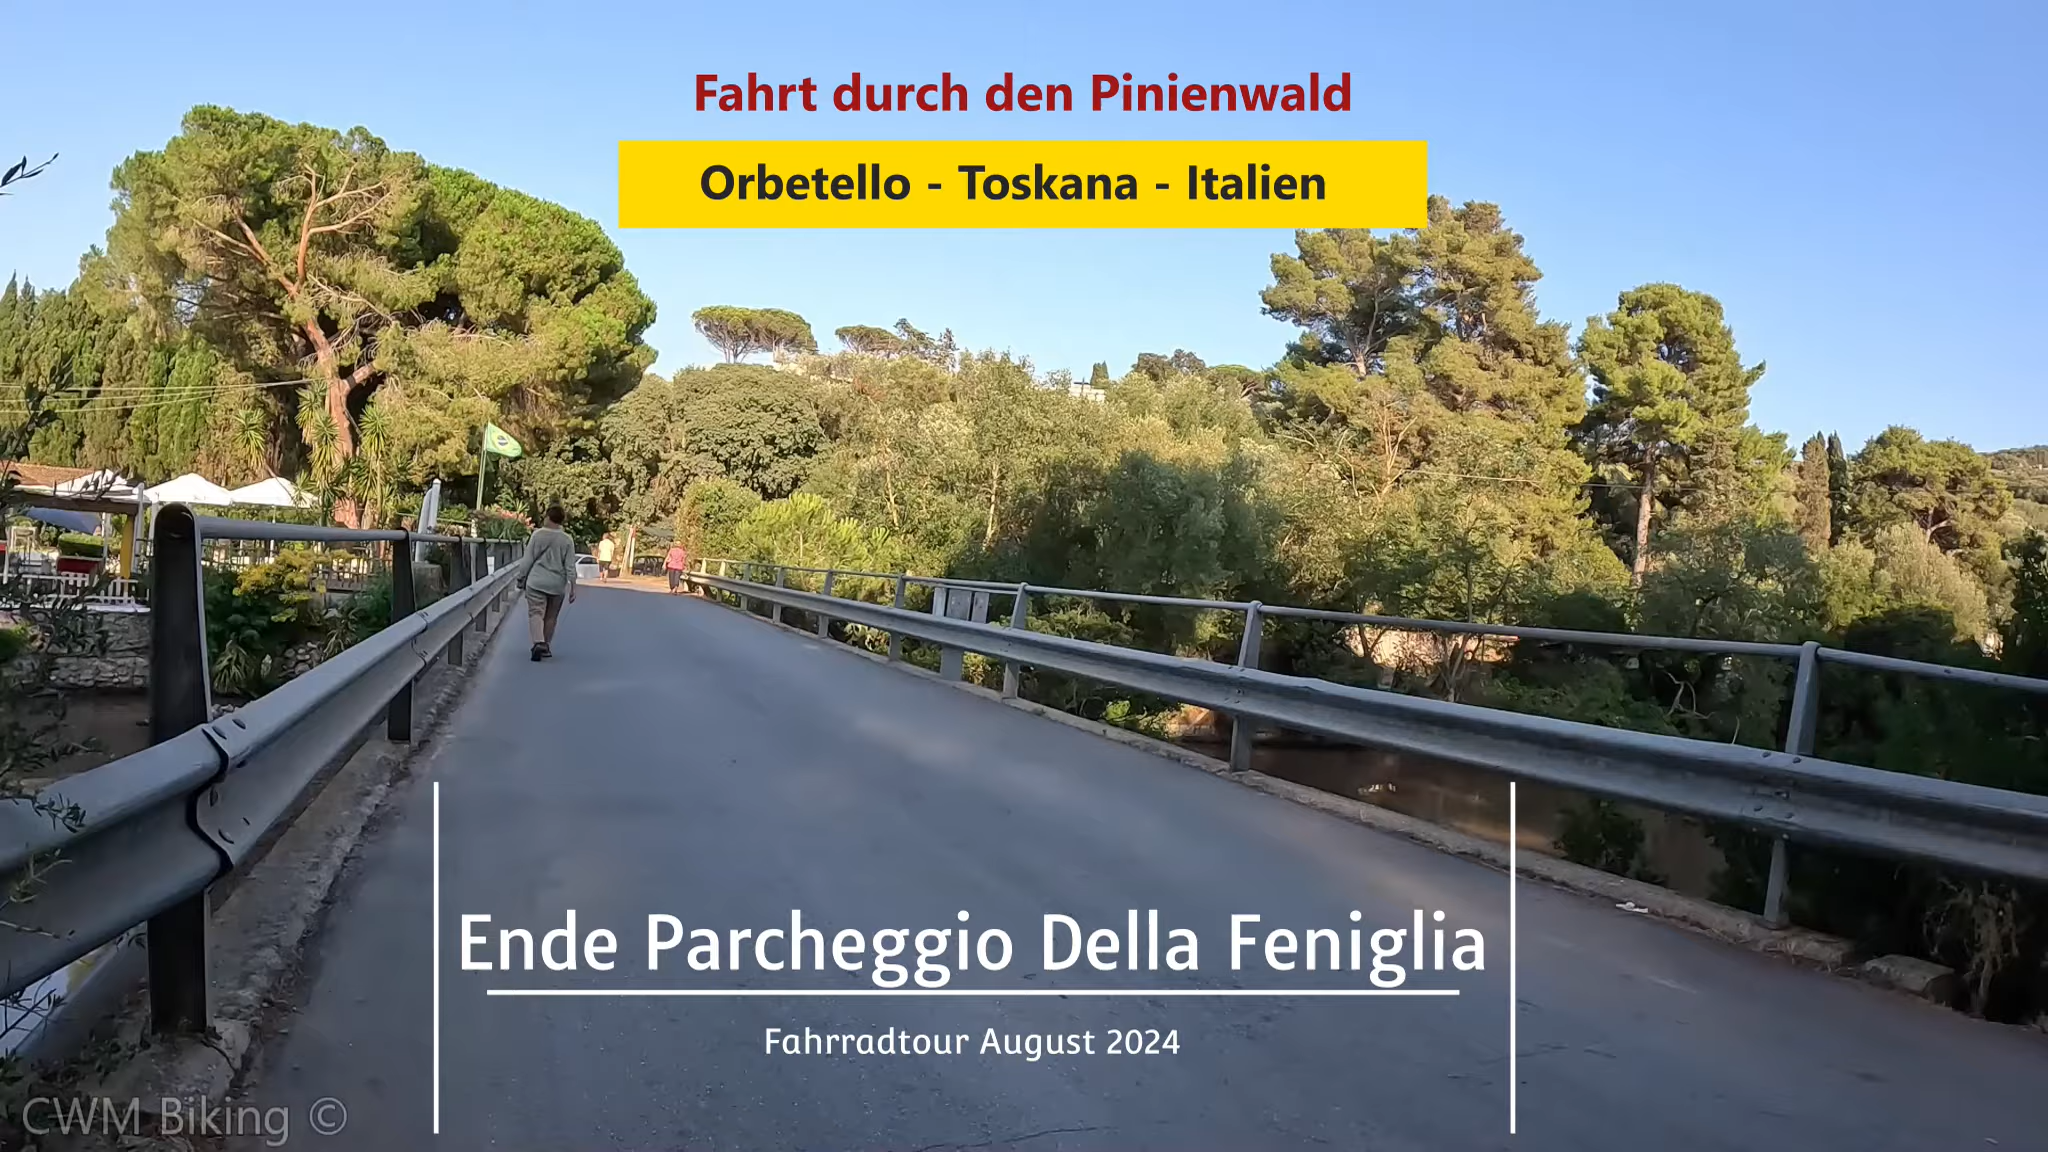 Fahrt durch den Pinienwald
Orbetello - Toskana - Italien
Ende Parcheggio Della Feniglia
Fahrradtour August 2024
CWM Biking ©